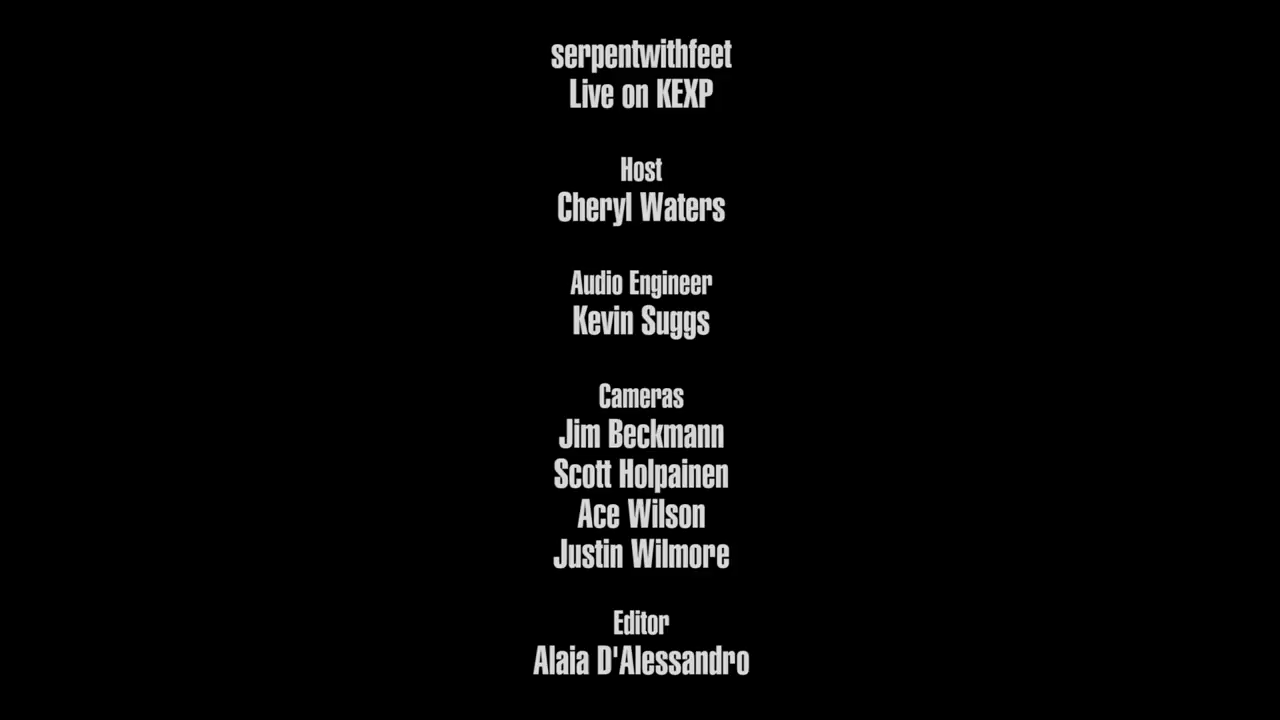 serpentwithfeet
Live on KEXP
Host
Cheryl Waters
Audio Engineer
Kevin Suggs
Cameras
Jim Beckmann
Scott Holpainen
Ace Wilson
Justin Wilmore
Editor
Alaia D'Alessandro